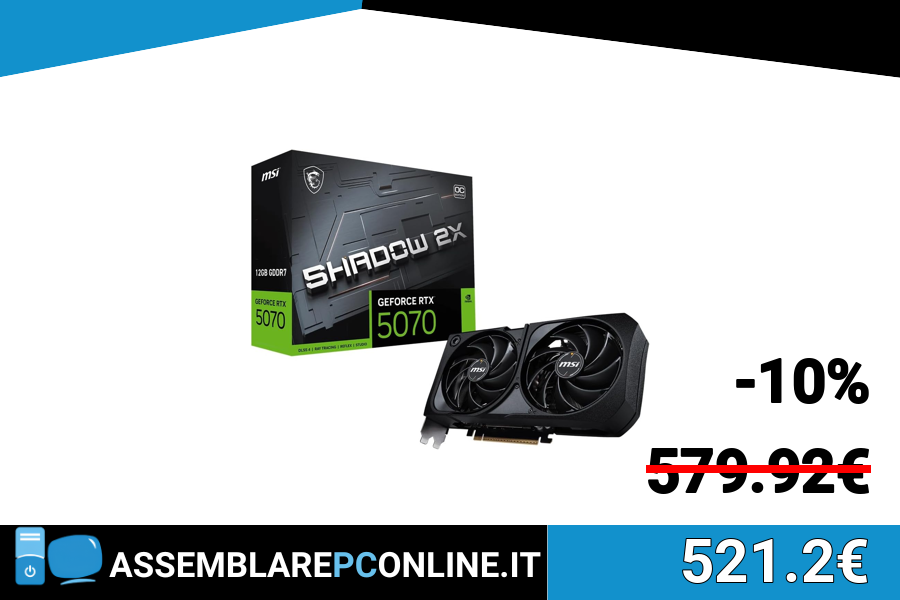 msi
OC
SHADOW 2X
12GB GDDR7
GEFORCE RTX
5070
GEFORCE RTX
5070
msi
msi
-10%
579.92€
ASSEMBLAREPCONLINE.IT
521.2€